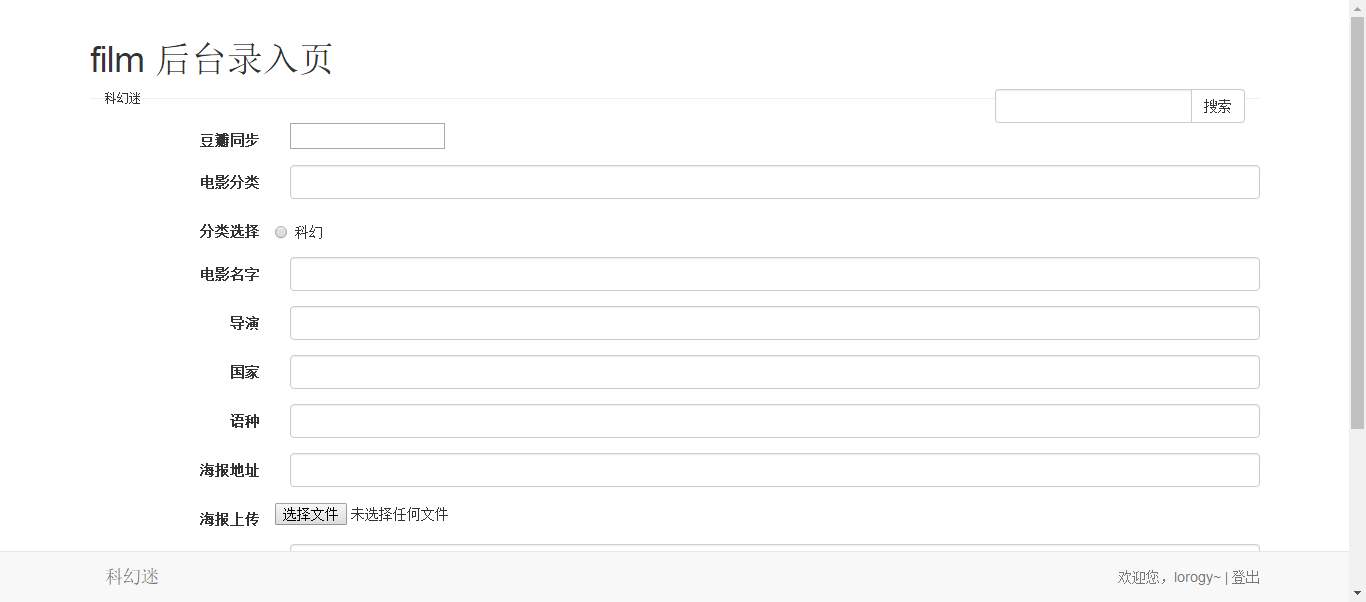 film 后台录入页
科幻迷
搜索
豆瓣同步
电影分类
分类选择 科幻
电影名字
导演
国家
语种
海报地址
海报上传 选择文件 未选择任何文件
科幻迷 欢迎您，lorogy~ | 登出